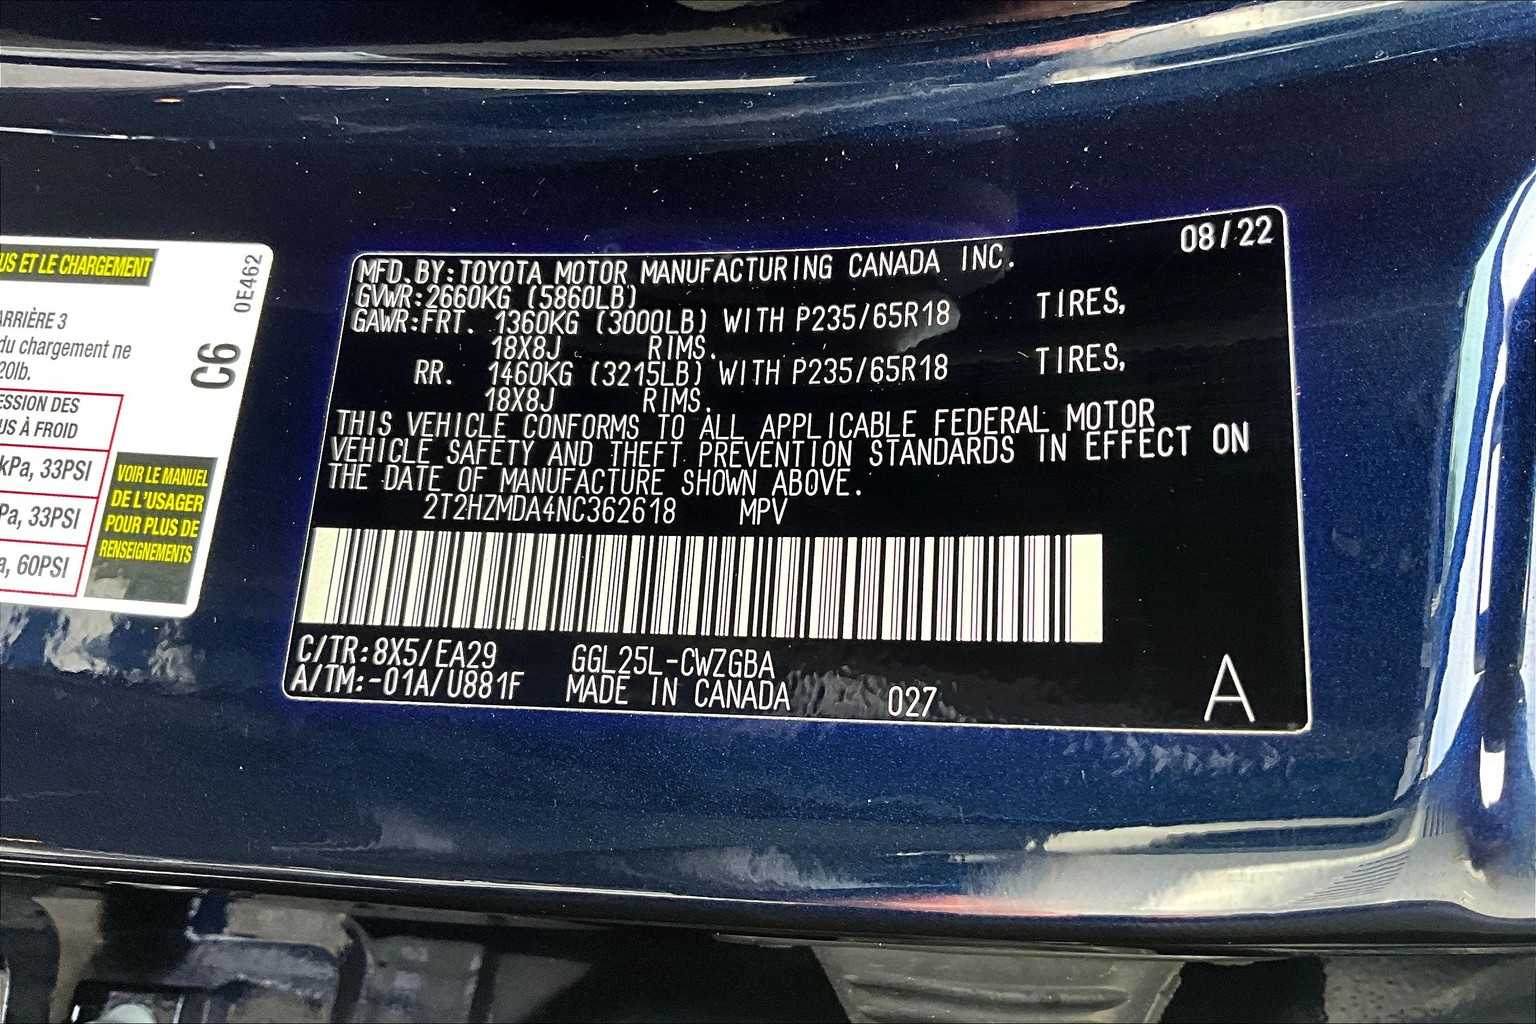 US ET LE CHARGEMENT
0E462
ARRIÈRE 3
du chargement ne
20lb.
C6
ESSION DES
US À FROID
kPa, 33PSI
Pa, 33PSI
a, 60PSI
VOIR LE MANUEL
DE L'USAGER
POUR PLUS DE
RENSEIGNEMENTS
08/22
MFD. BY: TOYOTA MOTOR MANUFACTURING CANADA INC.
GVWR: 2660KG (5860LB)
GAWR: FRT. 1360KG (3000LB) WITH P235/65R18 TIRES,
18X8J RIMS.
RR. 1460KG (3215LB) WITH P235/65R18 TIRES,
18X8J RIMS.
THIS VEHICLE CONFORMS TO ALL APPLICABLE FEDERAL MOTOR
VEHICLE SAFETY AND THEFT PREVENTION STANDARDS IN EFFECT ON
THE DATE OF MANUFACTURE SHOWN ABOVE.
2T2HZMDA4NC362618 MPV
C/TR: 8X5/EA29 GGL25L-CWZGBA
A/TM: -01A/U881F MADE IN CANADA 027
A